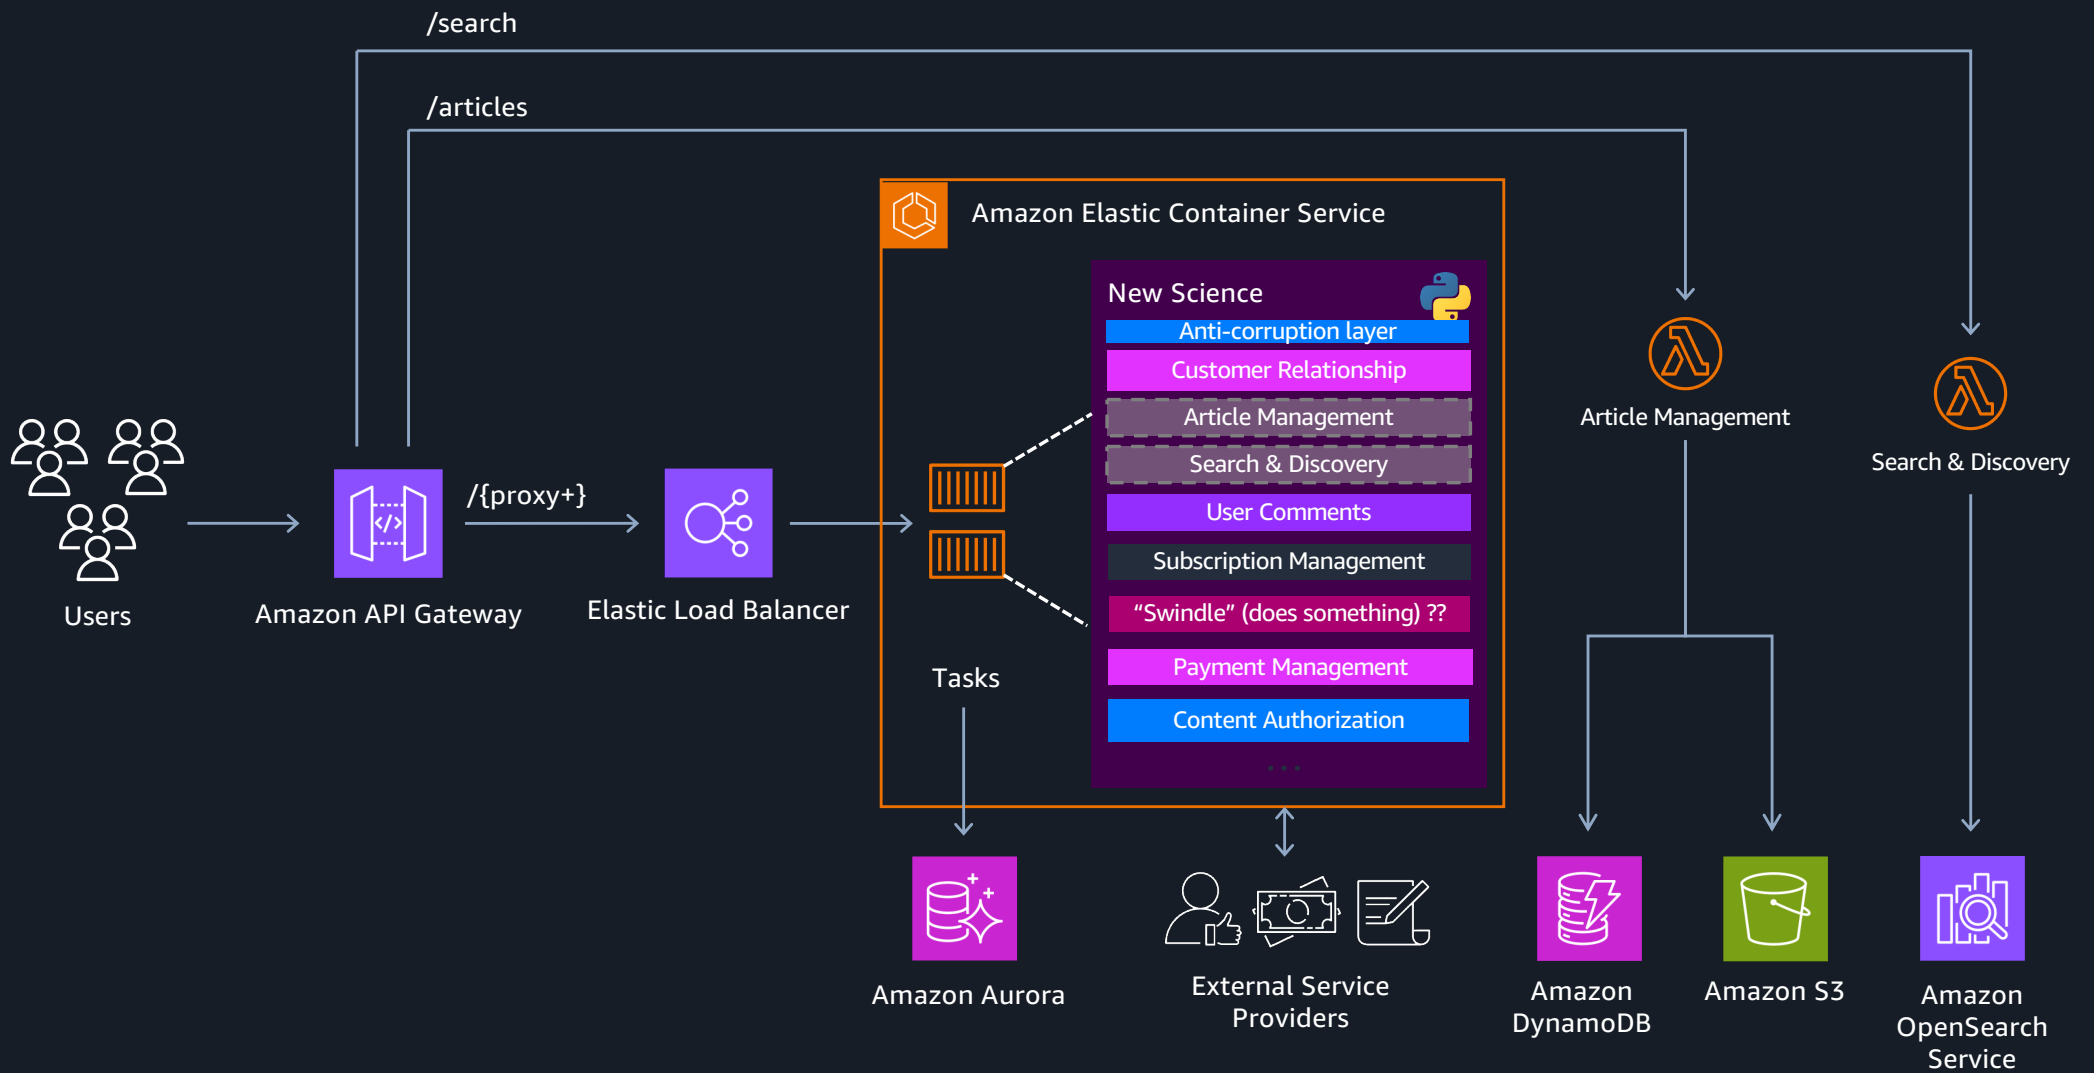 /search
/articles
Amazon Elastic Container Service
New Science
Anti-corruption layer
Customer Relationship
Article Management
Search & Discovery
User Comments
Subscription Management
“Swindle” (does something) ??
Payment Management
Content Authorization
...
Article Management
Search & Discovery
/{proxy+}
</>
Users
Amazon API Gateway
Elastic Load Balancer
Tasks
Amazon Aurora
External Service
Providers
Amazon
DynamoDB
Amazon S3
Amazon
OpenSearch
Service